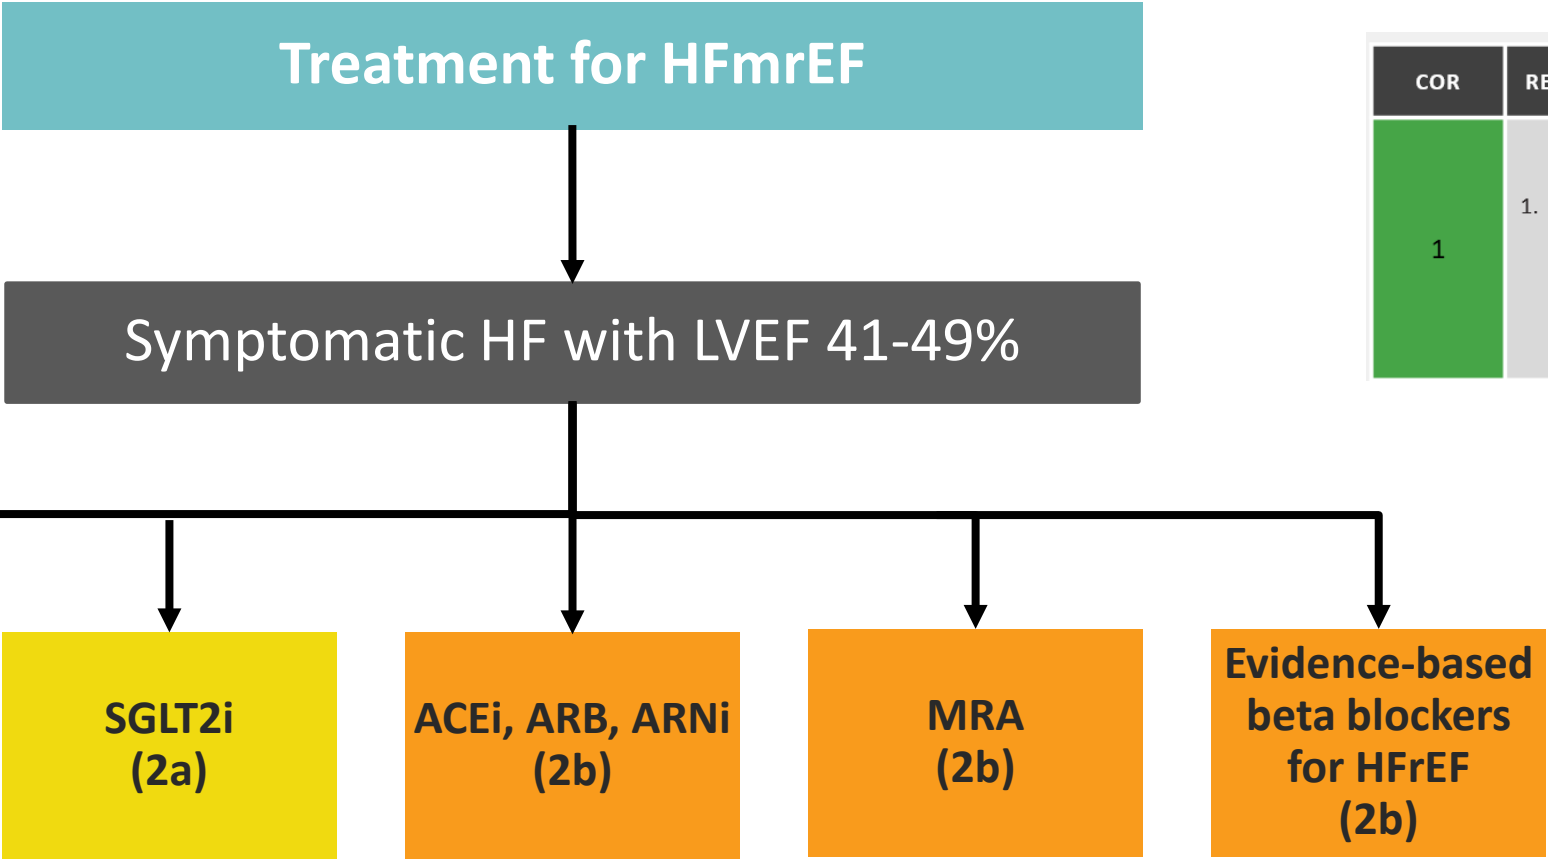 Treatment for HFmrEF
COR
1
1.
Symptomatic HF with LVEF 41-49%
SGLT2i
(2a)
ACEi, ARB, ARNi
(2b)
MRA
(2b)
Evidence-based
beta blockers
for HFrEF
(2b)